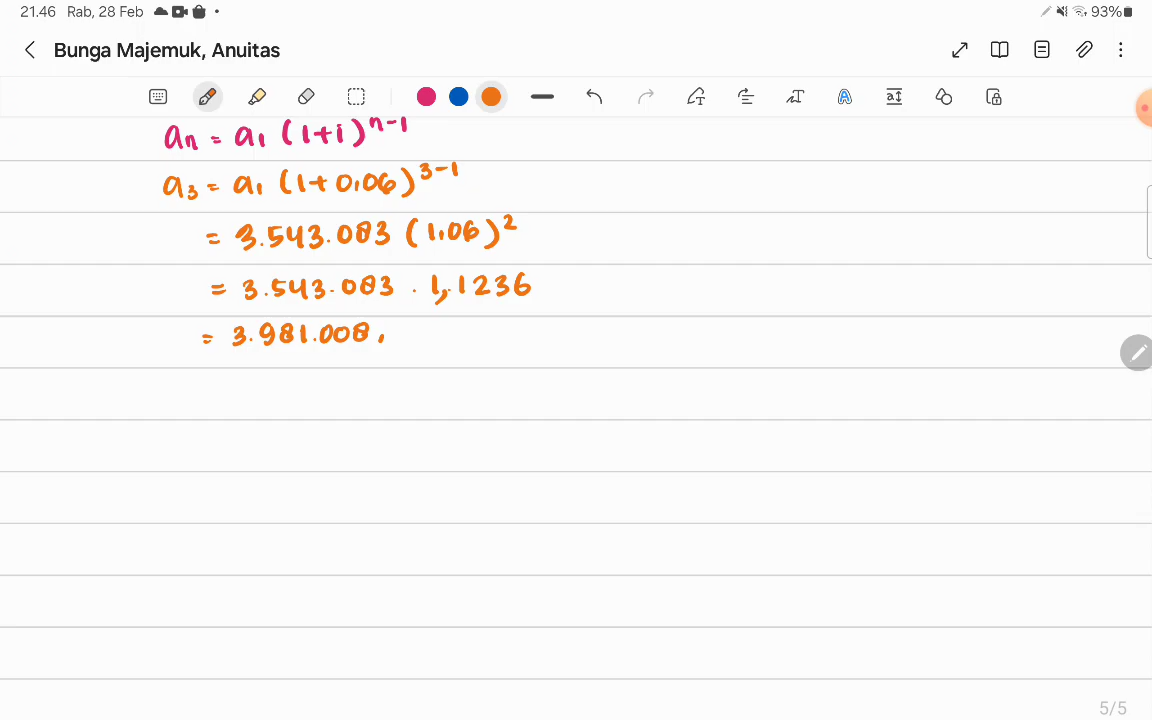 21.46 Rab, 28 Feb 93%
Bunga Majemuk, Anuitas
an = a1 (1+i)^n-1
a3 = a1 (1+0,06)^3-1
= 3.543.083 (1,06)^2
= 3.543.083 . 1,1236
= 3.981.008,
5/5